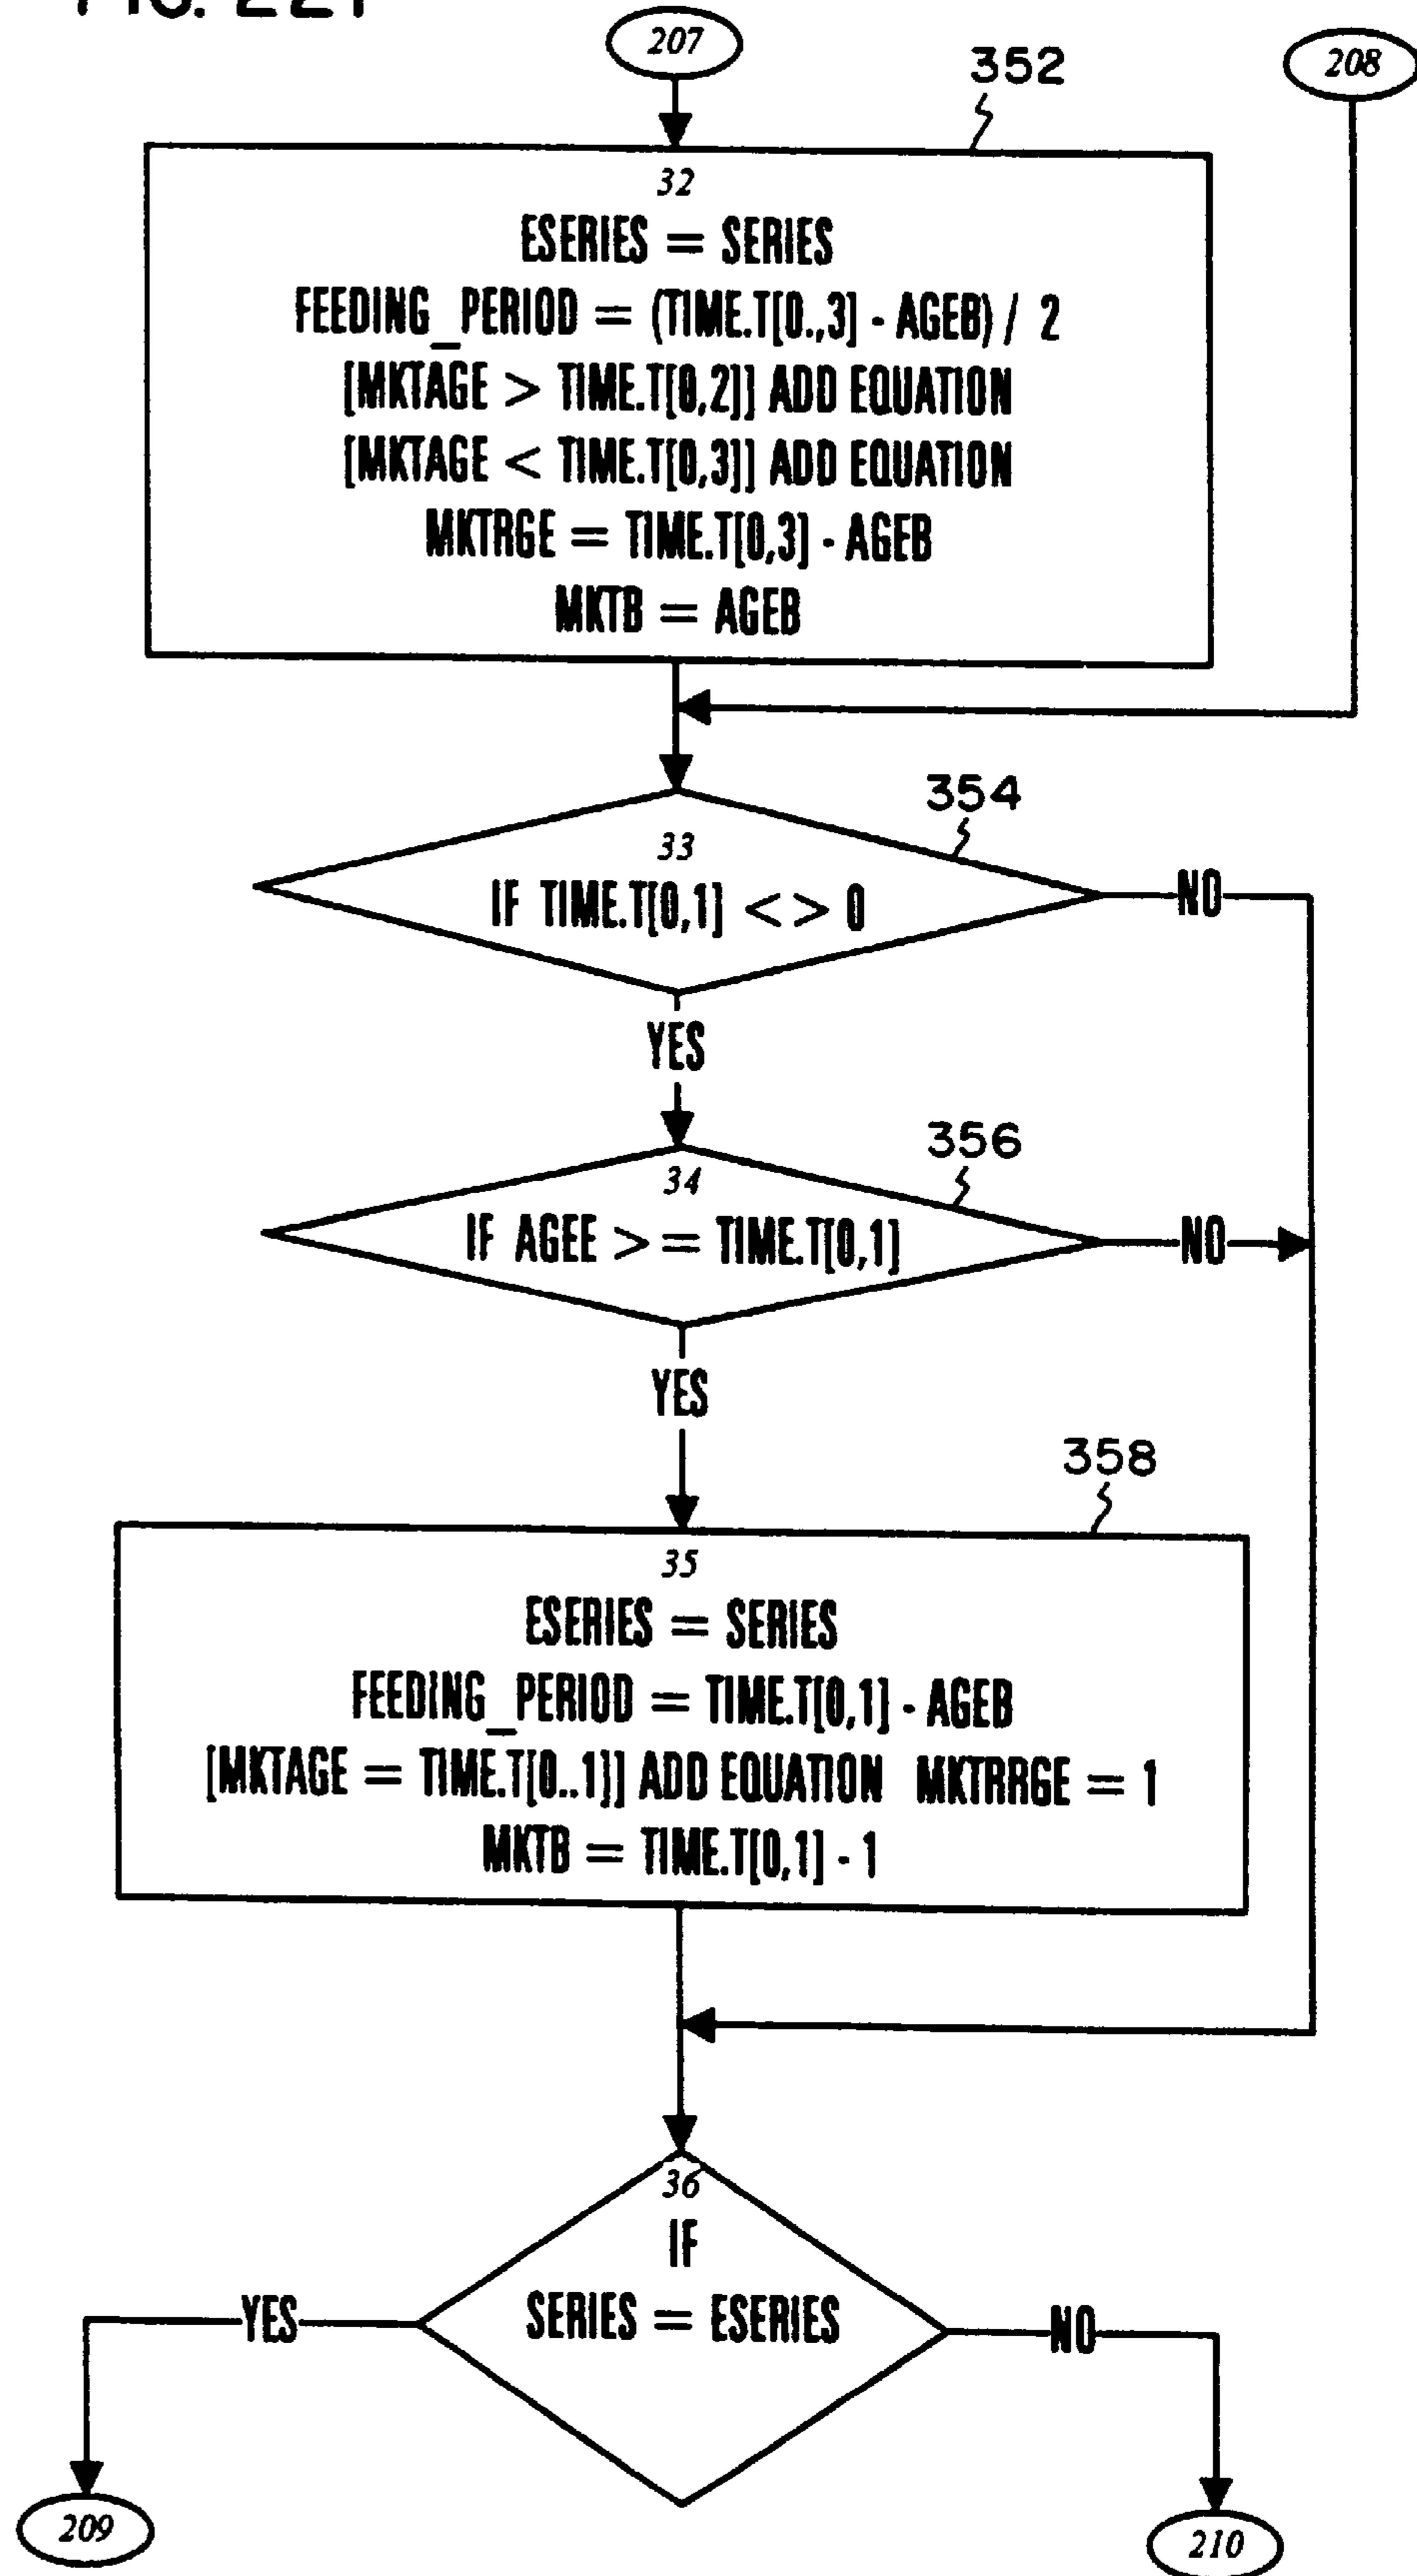 207
352
208
32
ESERIES = SERIES
FEEDING_PERIOD = (TIME.T[0.,3] - AGEB) / 2
[MKTAGE > TIME.T[0,2]] ADD EQUATION
[MKTAGE < TIME.T[0,3]] ADD EQUATION
MKTRGE = TIME.T[0,3] - AGEB
MKTB = AGEB
354
33
IF TIME.T[0,1] < > 0
NO
YES
356
34
IF AGEE > = TIME.T[0,1]
NO
YES
358
35
ESERIES = SERIES
FEEDING_PERIOD = TIME.T[0,1] - AGEB
[MKTAGE = TIME.T[0..1]] ADD EQUATION MKTRRGE = 1
MKTB = TIME.T[0,1] - 1
36
IF
SERIES = ESERIES
YES
NO
209
210